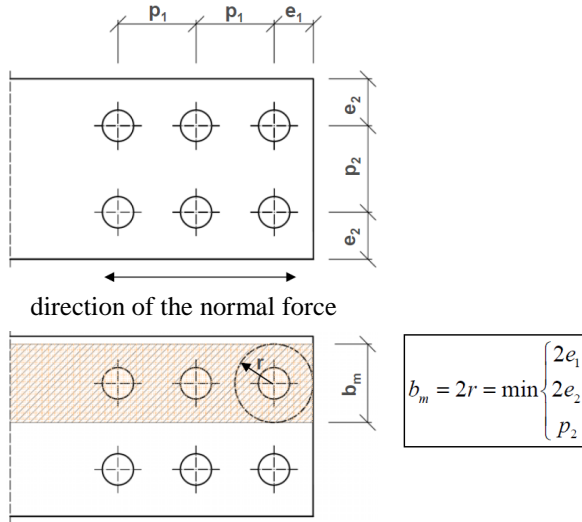 p₁ p₁ e₁
e₂
p₂
e₂
direction of the normal force
r
bₘ
bₘ = 2r = min { 2e₁
2e₂
p₂